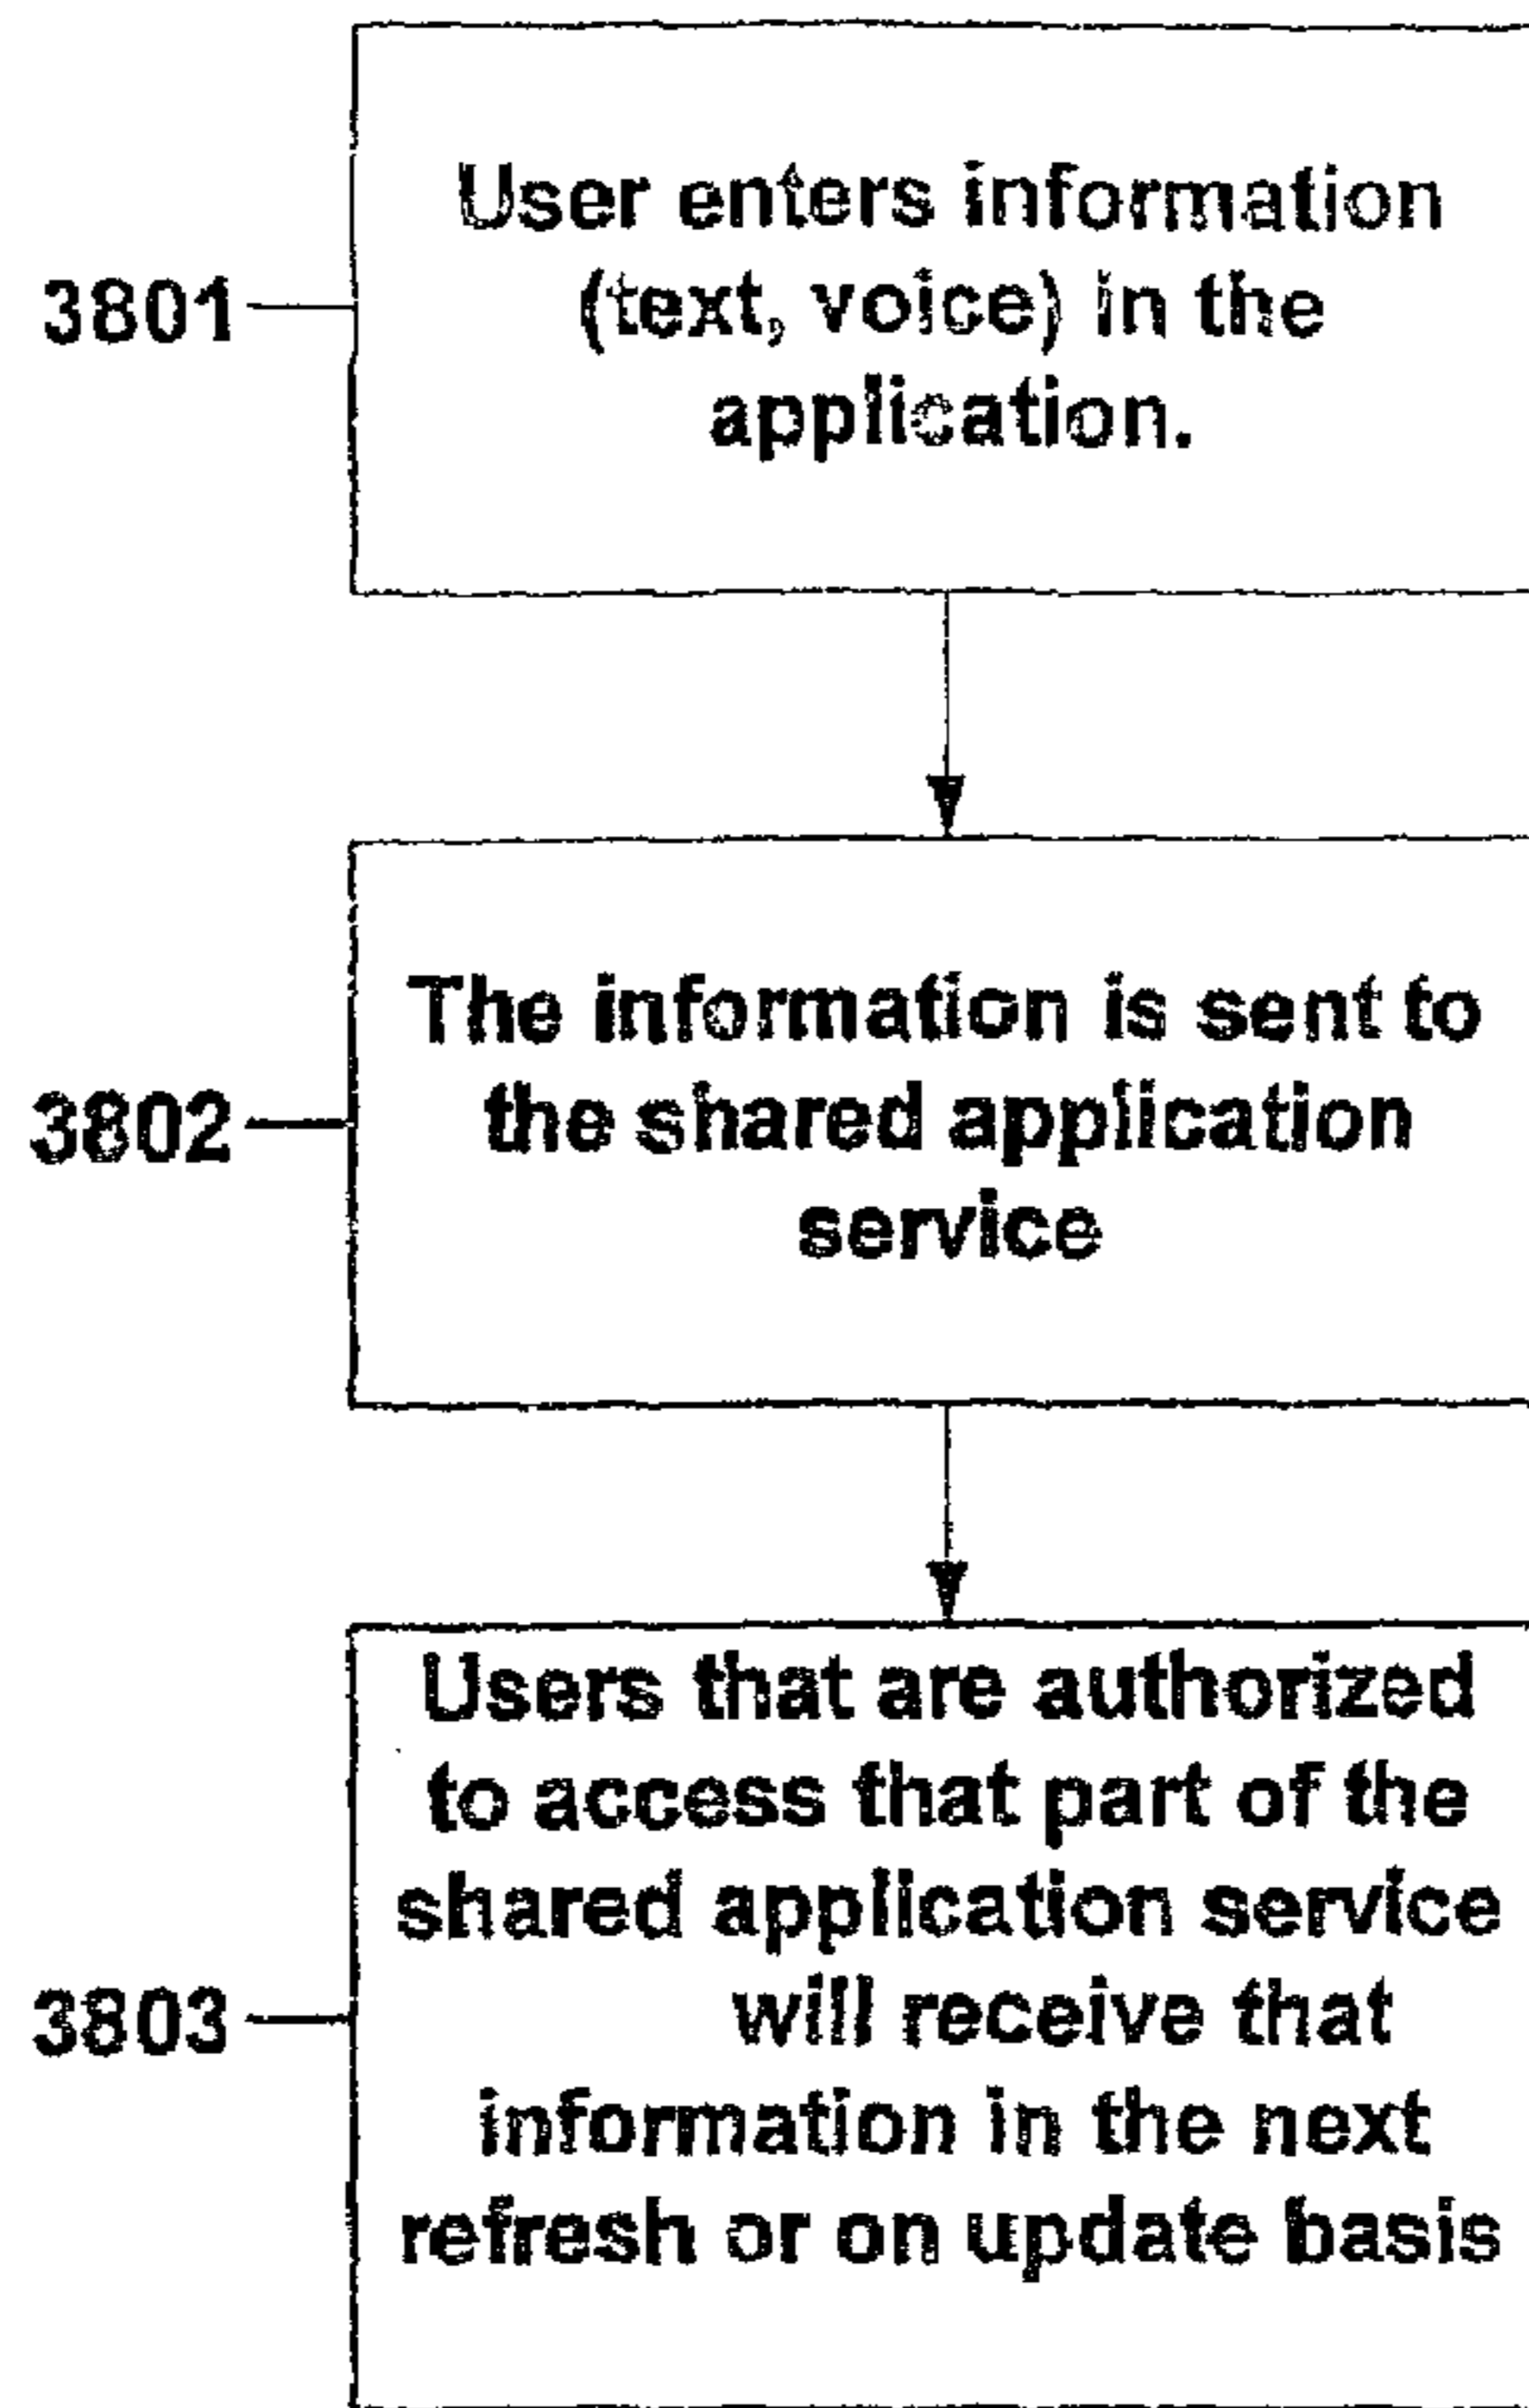 User enters information
(text, voice) in the
application.
3801
The information is sent to
the shared application
service
3802
Users that are authorized
to access that part of the
shared application service
will receive that
information in the next
refresh or on update basis
3803